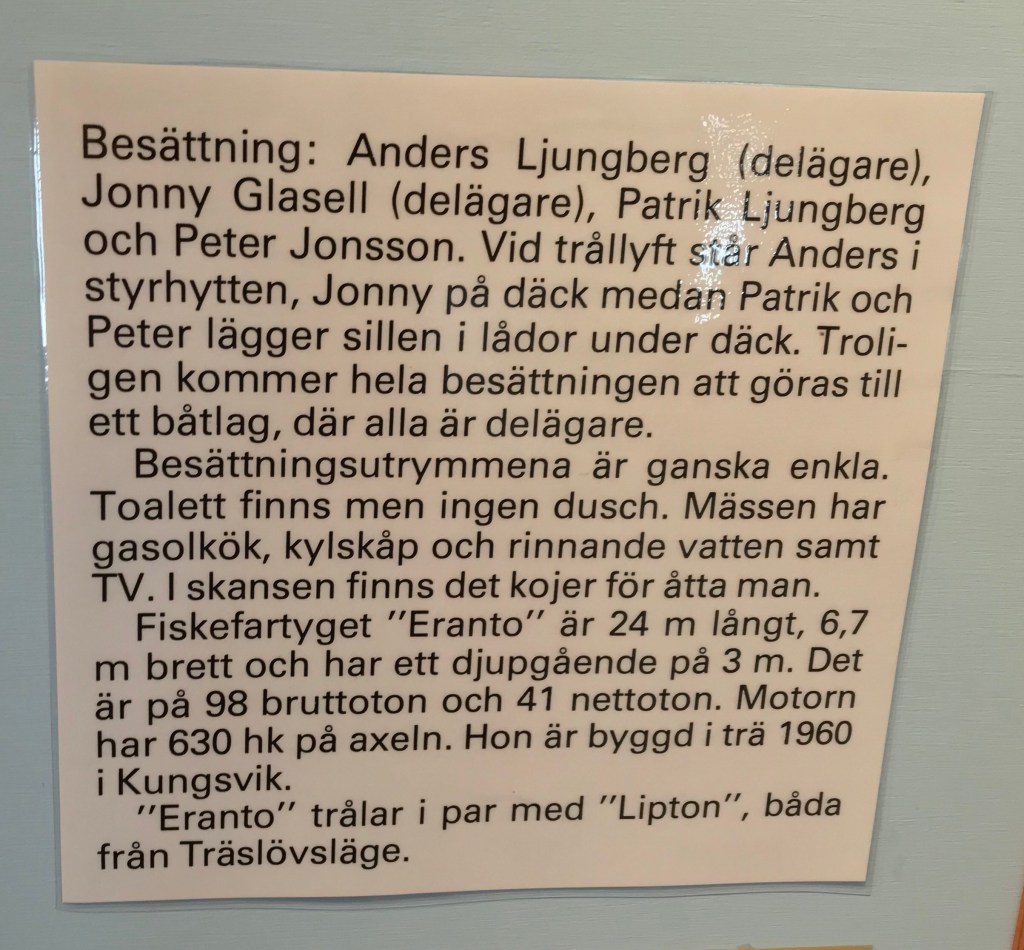 Besättning: Anders Ljungberg (delägare),
Jonny Glasell (delägare), Patrik Ljungberg
och Peter Jonsson. Vid trållyft står Anders i
styrhytten, Jonny på däck medan Patrik och
Peter lägger sillen i lådor under däck. Troli-
gen kommer hela besättningen att göras till
ett båtlag, där alla är delägare.
Besättningsutrymmena är ganska enkla.
Toalett finns men ingen dusch. Mässen har
gasolkök, kylskåp och rinnande vatten samt
TV. I skansen finns det kojer för åtta man.
Fiskefartyget "Eranto" är 24 m långt, 6,7
m brett och har ett djupgående på 3 m. Det
är på 98 bruttoton och 41 nettoton. Motorn
har 630 hk på axeln. Hon är byggd i trä 1960
i Kungsvik.
"Eranto" trålar i par med "Lipton", båda
från Träslövsläge.